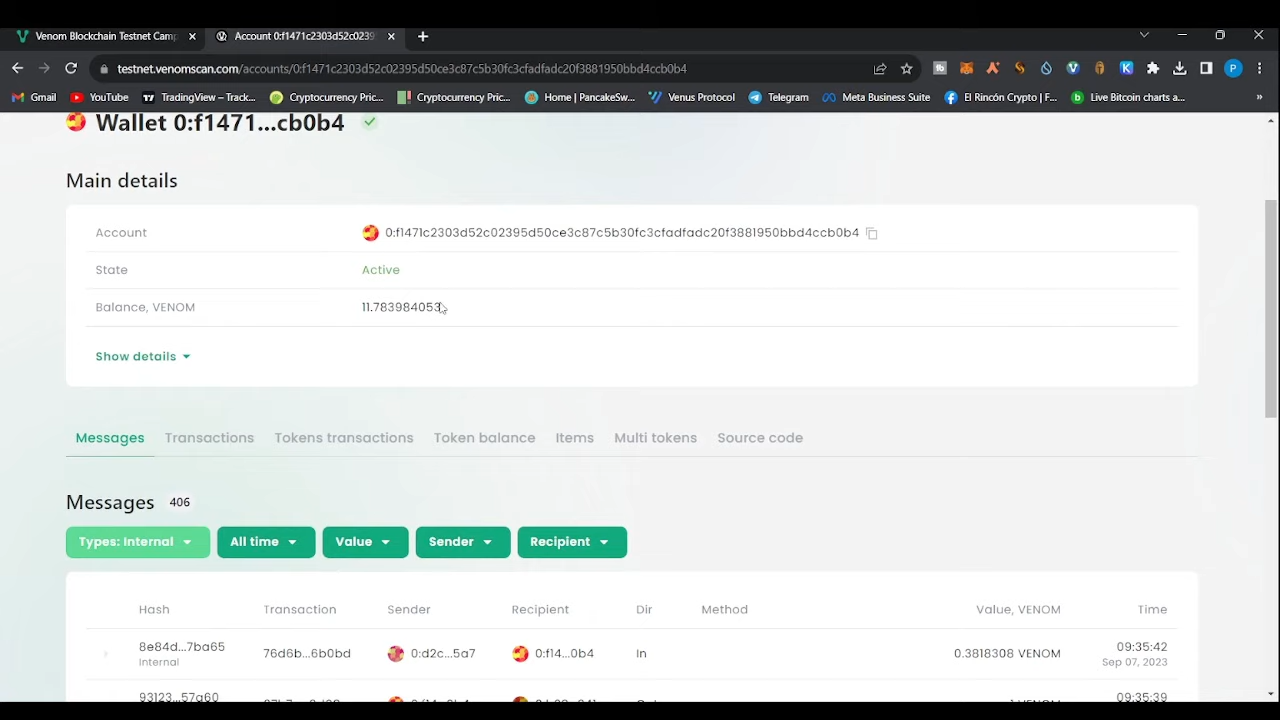 Venom Blockchain Testnet Camp
Account 0:f1471c2303d52c0239
testnet.venomscan.com/accounts/0:f1471c2303d52c02395d50ce3c87c5b30fc3cfadfadc20f3881950bbd4ccb0b4
Gmail
YouTube
TradingView – Track...
Cryptocurrency Pric...
Cryptocurrency Pric...
Home | PancakeSw...
Venus Protocol
Telegram
Meta Business Suite
El Rincón Crypto | F...
Live Bitcoin charts a...
»
Wallet 0:f1471...cb0b4
Main details
Account
0:f1471c2303d52c02395d50ce3c87c5b30fc3cfadfadc20f3881950bbd4ccb0b4
State
Active
Balance, VENOM
11.783984053
Show details
Messages
Transactions
Tokens transactions
Token balance
Items
Multi tokens
Source code
Messages 406
Types: Internal
All time
Value
Sender
Recipient
Hash
Transaction
Sender
Recipient
Dir
Method
Value, VENOM
Time
8e84d...7ba65
Internal
76d6b...6b0bd
0:d2c...5a7
0:f14...0b4
In
0.3818308 VENOM
09:35:42
Sep 07, 2023
93123...57a60
09:35:39